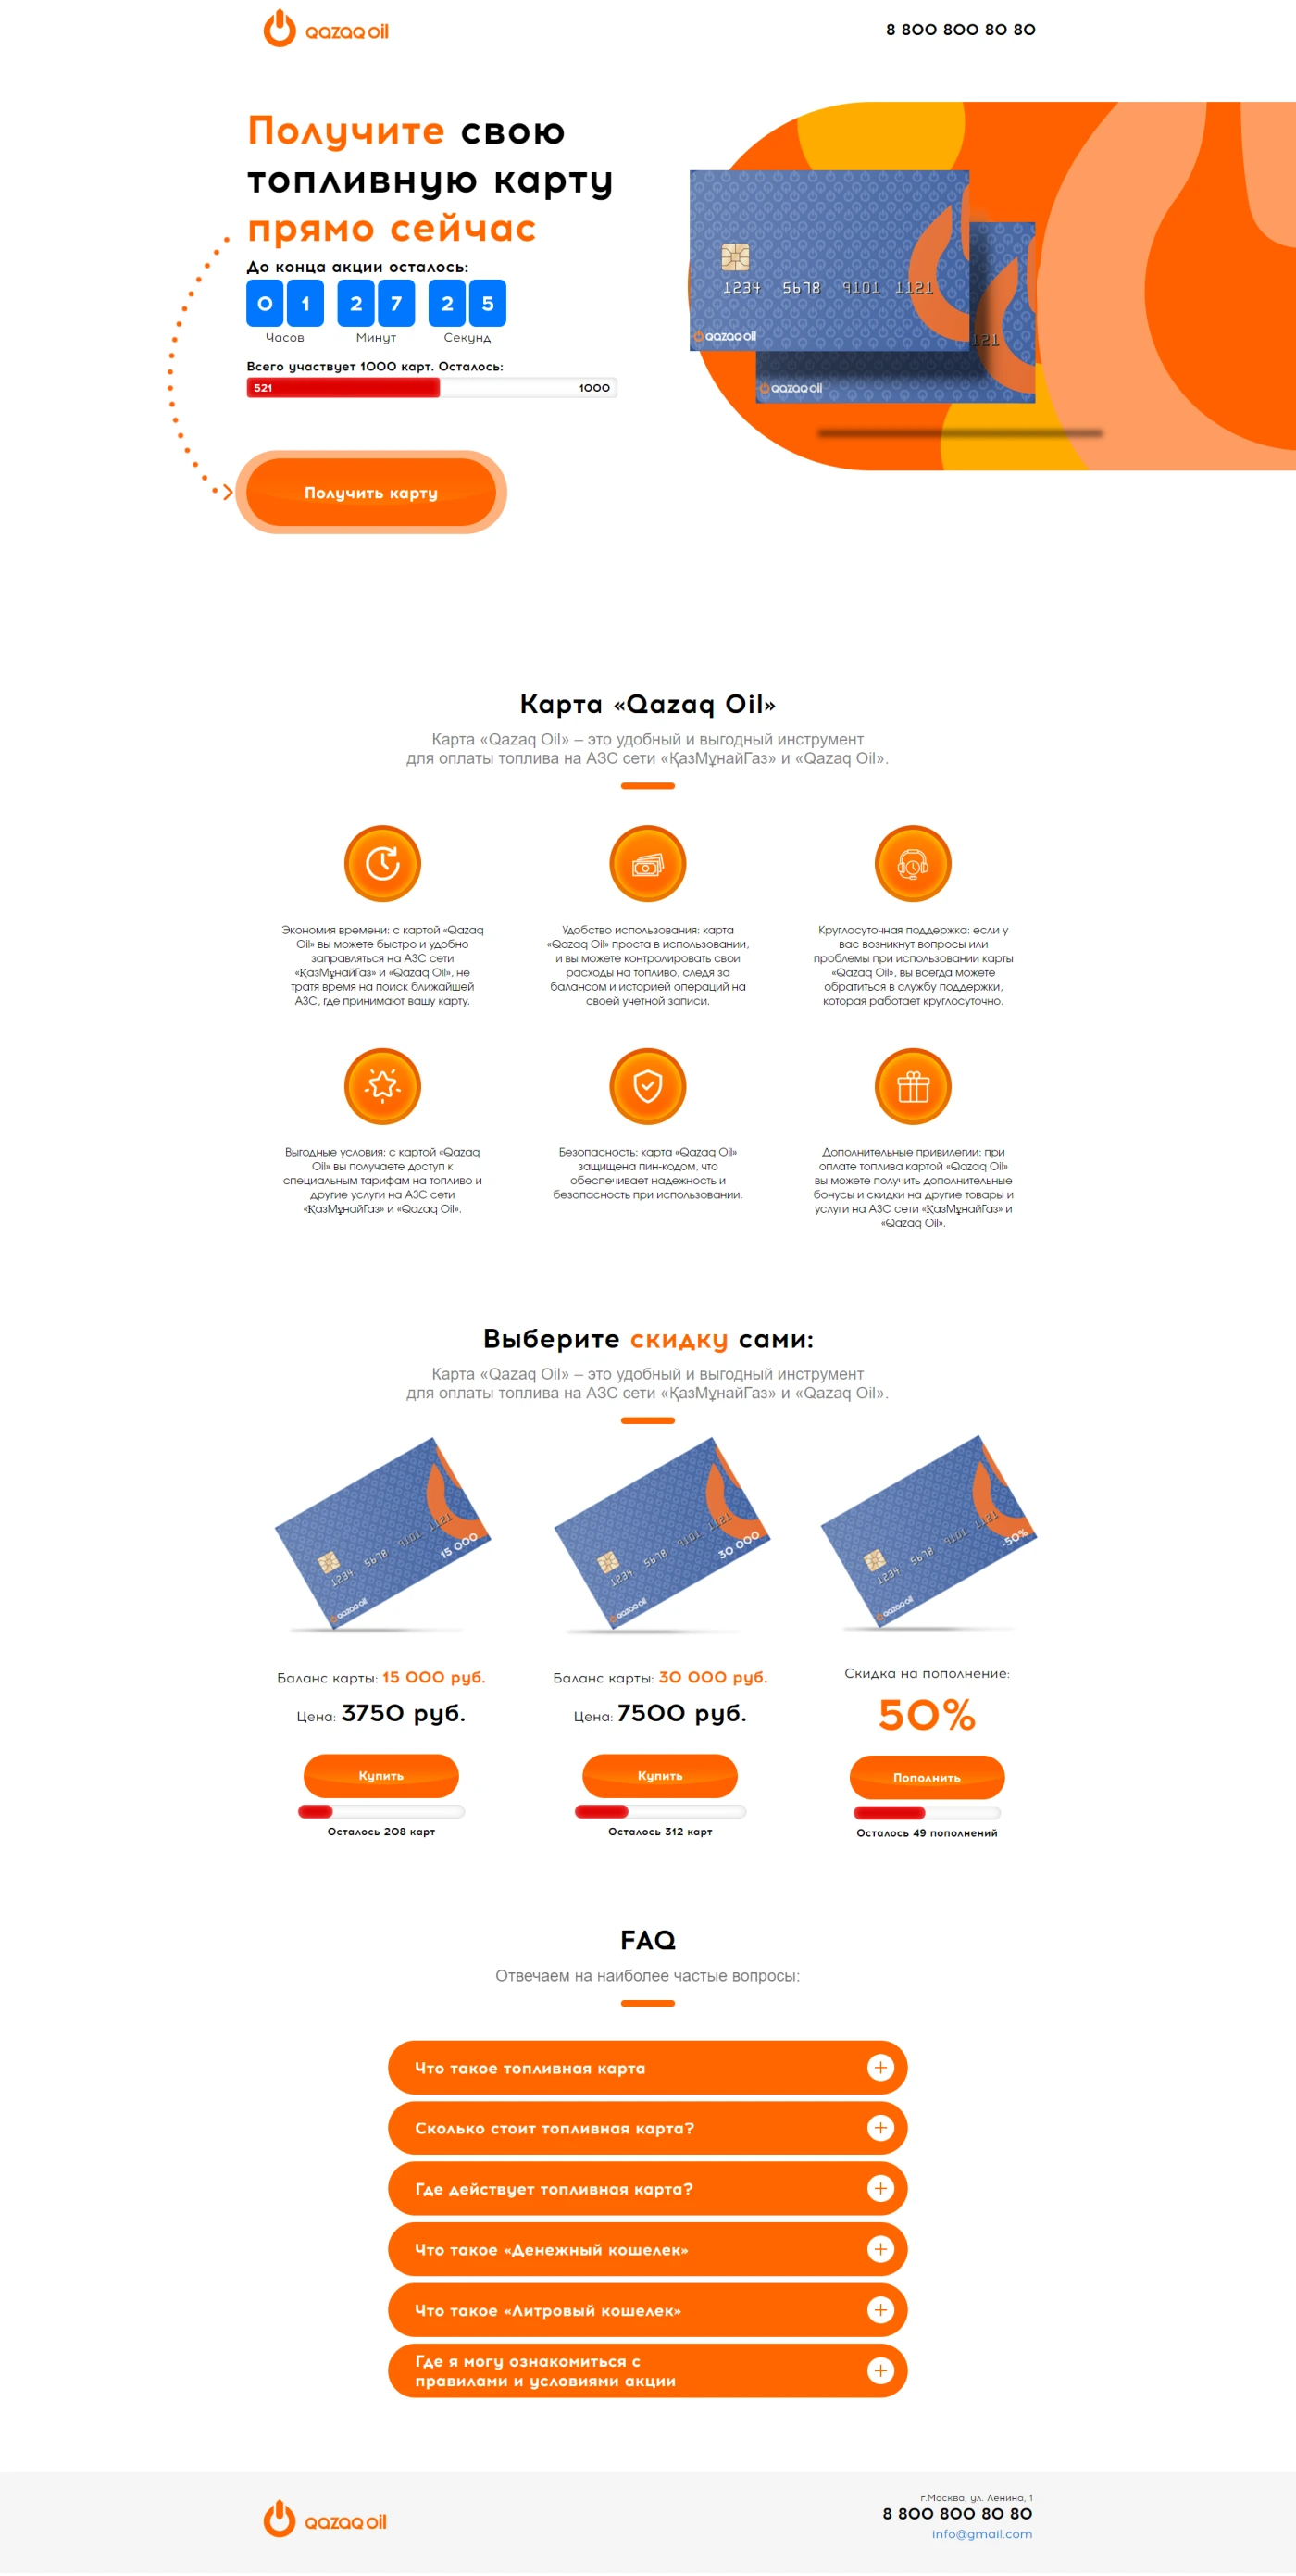 qazaq oil
8 800 800 80 80
Получите свою
топливную карту
прямо сейчас
До конца акции осталось:
0 1 2 7 2 5
Часов Минут Секунд
Всего участвует 1000 карт. Осталось:
521 1000
Получить карту
1234 5678 9101 1121
qazaq oil
121
qazaq oil
Карта «Qazaq Oil»
Карта «Qazaq Oil» – это удобный и выгодный инструмент
для оплаты топлива на АЗС сети «ҚазМұнайГаз» и «Qazaq Oil».
Экономия времени: с картой «Qazaq
Oil» вы можете быстро и удобно
заправляться на АЗС сети
«ҚазМұнайГаз» и «Qazaq Oil», не
тратя время на поиск ближайшей
АЗС, где принимают вашу карту.
Удобство использования: карта
«Qazaq Oil» проста в использовании,
и вы можете контролировать свои
расходы на топливо, следя за
балансом и историей операций на
своей учетной записи.
Круглосуточная поддержка: если у
вас возникнут вопросы или
проблемы при использовании карты
«Qazaq Oil», вы всегда можете
обратиться в службу поддержки,
которая работает круглосуточно.
Выгодные условия: с картой «Qazaq
Oil» вы получаете доступ к
специальным тарифам на топливо и
другие услуги на АЗС сети
«ҚазМұнайГаз» и «Qazaq Oil».
Безопасность: карта «Qazaq Oil»
защищена пин-кодом, что
обеспечивает надежность и
безопасность при использовании.
Дополнительные привилегии: при
оплате топлива картой «Qazaq Oil»
вы можете получить дополнительные
бонусы и скидки на другие товары и
услуги на АЗС сети «ҚазМұнайГаз» и
«Qazaq Oil».
Выберите скидку сами:
Карта «Qazaq Oil» – это удобный и выгодный инструмент
для оплаты топлива на АЗС сети «ҚазМұнайГаз» и «Qazaq Oil».
1234 5678 9101 1121
15 000
qazaq oil
1234 5678 9101 1121
30 000
qazaq oil
1234 5678 9101 1121
-50%
qazaq oil
Баланс карты: 15 000 руб.
Цена: 3750 руб.
Купить
Осталось 208 карт
Баланс карты: 30 000 руб.
Цена: 7500 руб.
Купить
Осталось 312 карт
Скидка на пополнение:
50%
Пополнить
Осталось 49 пополнений
FAQ
Отвечаем на наиболее частые вопросы:
Что такое топливная карта
Сколько стоит топливная карта?
Где действует топливная карта?
Что такое «Денежный кошелек»
Что такое «Литровый кошелек»
Где я могу ознакомиться с
правилами и условиями акции
qazaq oil
г.Москва, ул. Ленина, 1
8 800 800 80 80
info@gmail.com